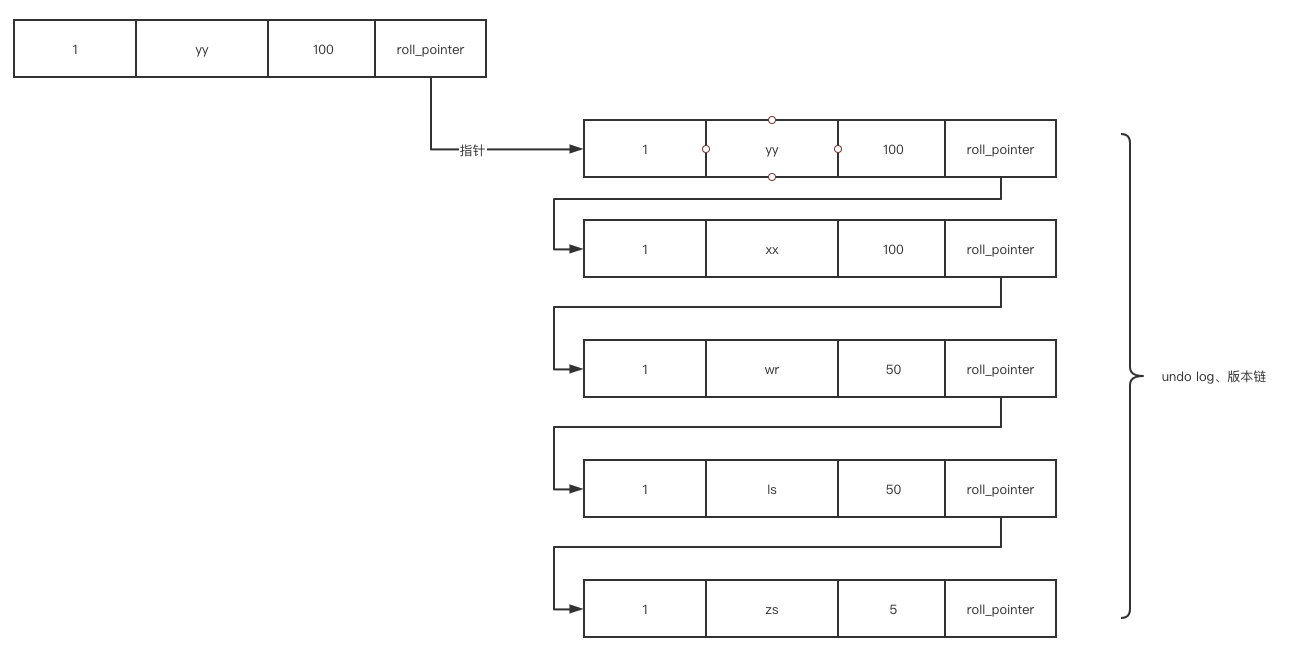 1 yy 100 roll_pointer
指针
1 yy 100 roll_pointer
1 xx 100 roll_pointer
1 wr 50 roll_pointer
undo log、版本链
1 ls 50 roll_pointer
1 zs 5 roll_pointer